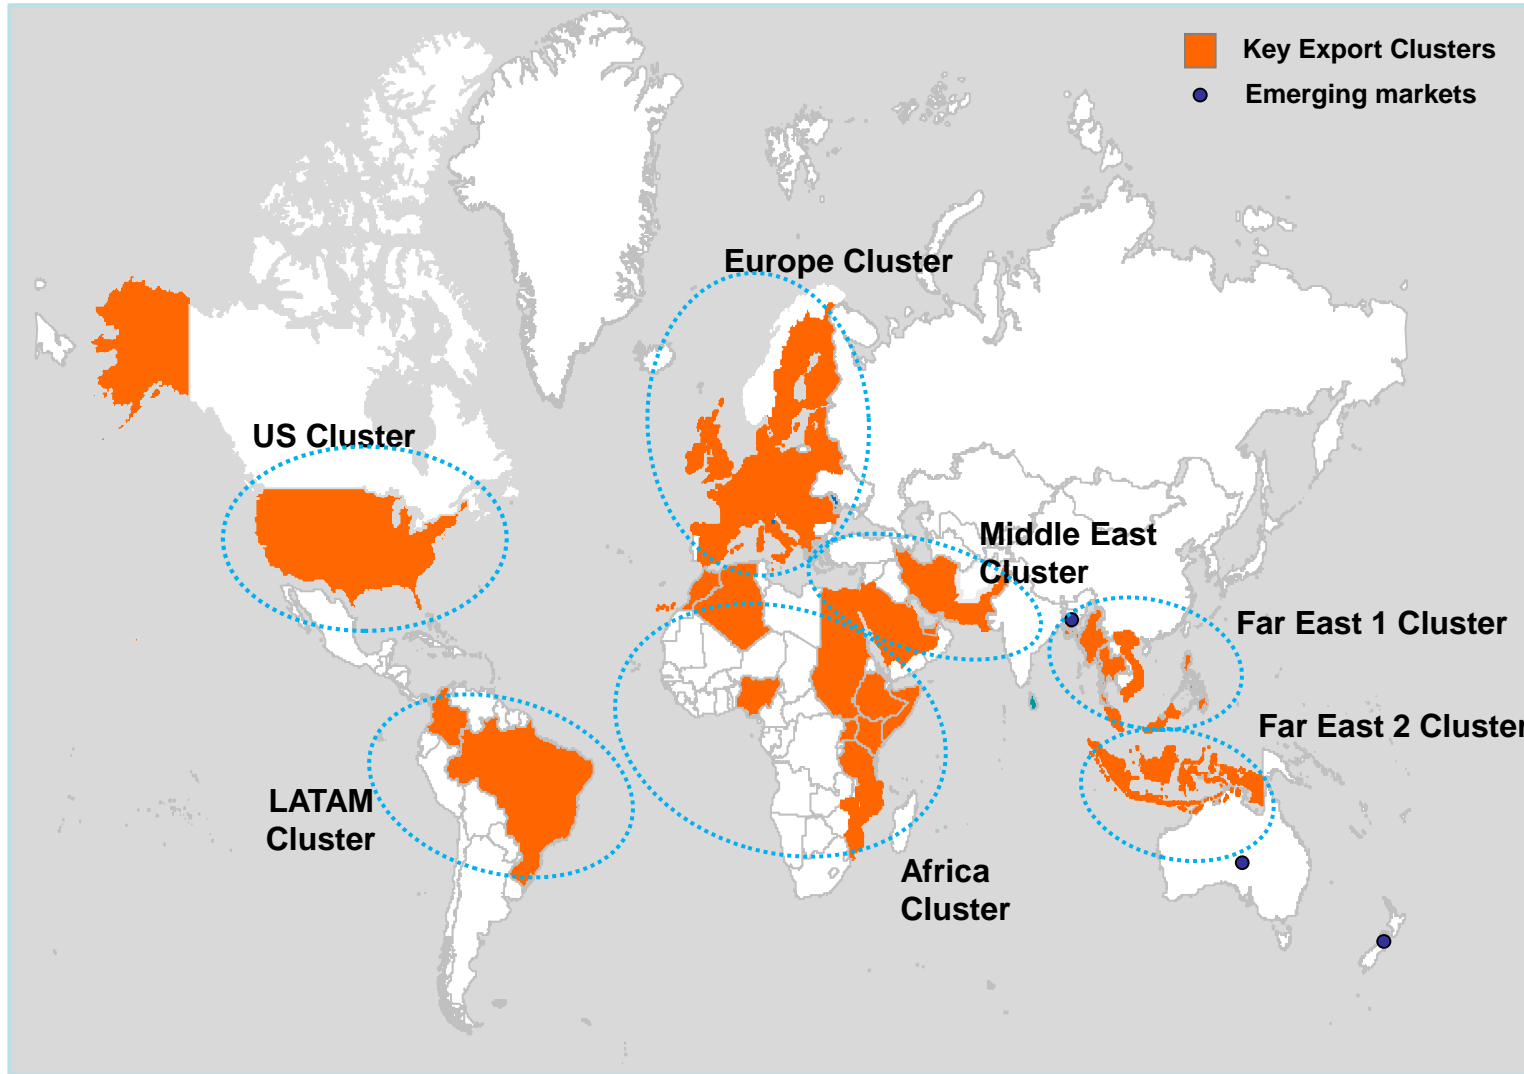 Key Export Clusters
Emerging markets
Europe Cluster
US Cluster
Middle East
Cluster
Far East 1 Cluster
Far East 2 Cluster
LATAM
Cluster
Africa
Cluster